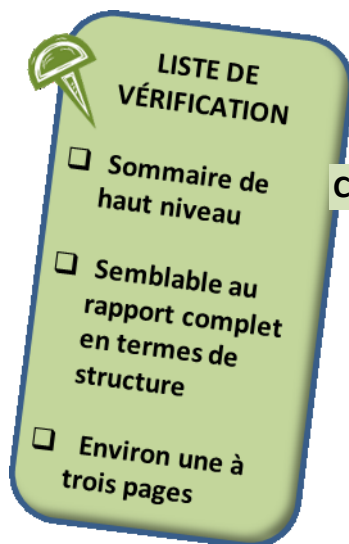 LISTE DE
VÉRIFICATION
❑ Sommaire de
haut niveau
❑ Semblable au
rapport complet
en termes de
structure
❑ Environ une à
trois pages
C